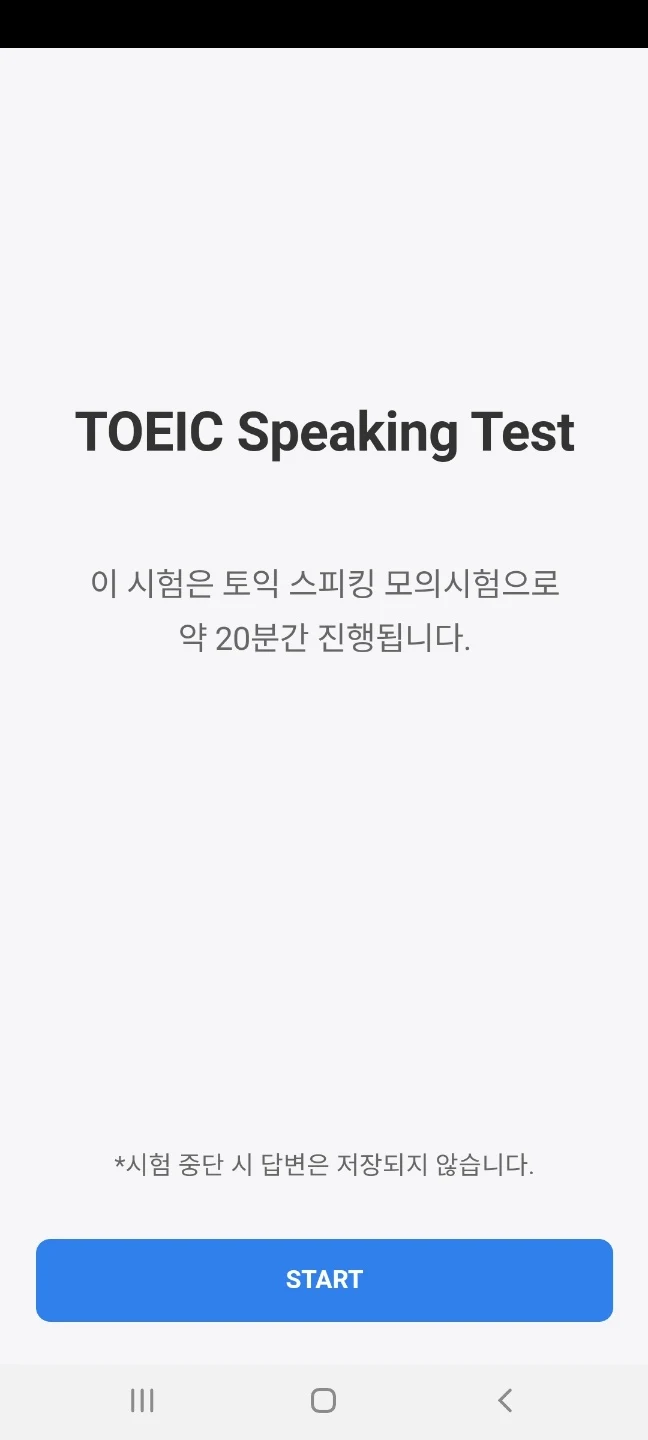 TOEIC Speaking Test
이 시험은 토익 스피킹 모의시험으로
약 20분간 진행됩니다.
*시험 중단 시 답변은 저장되지 않습니다.
START